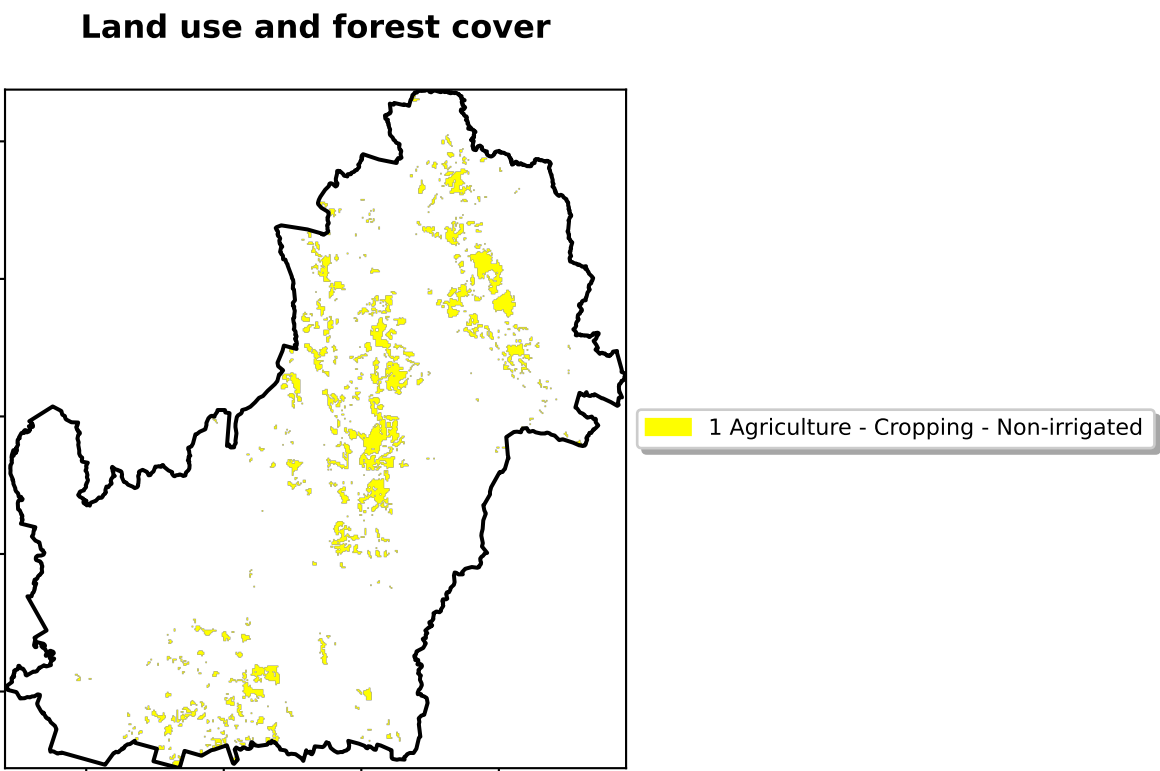 Land use and forest cover
1 Agriculture - Cropping - Non-irrigated